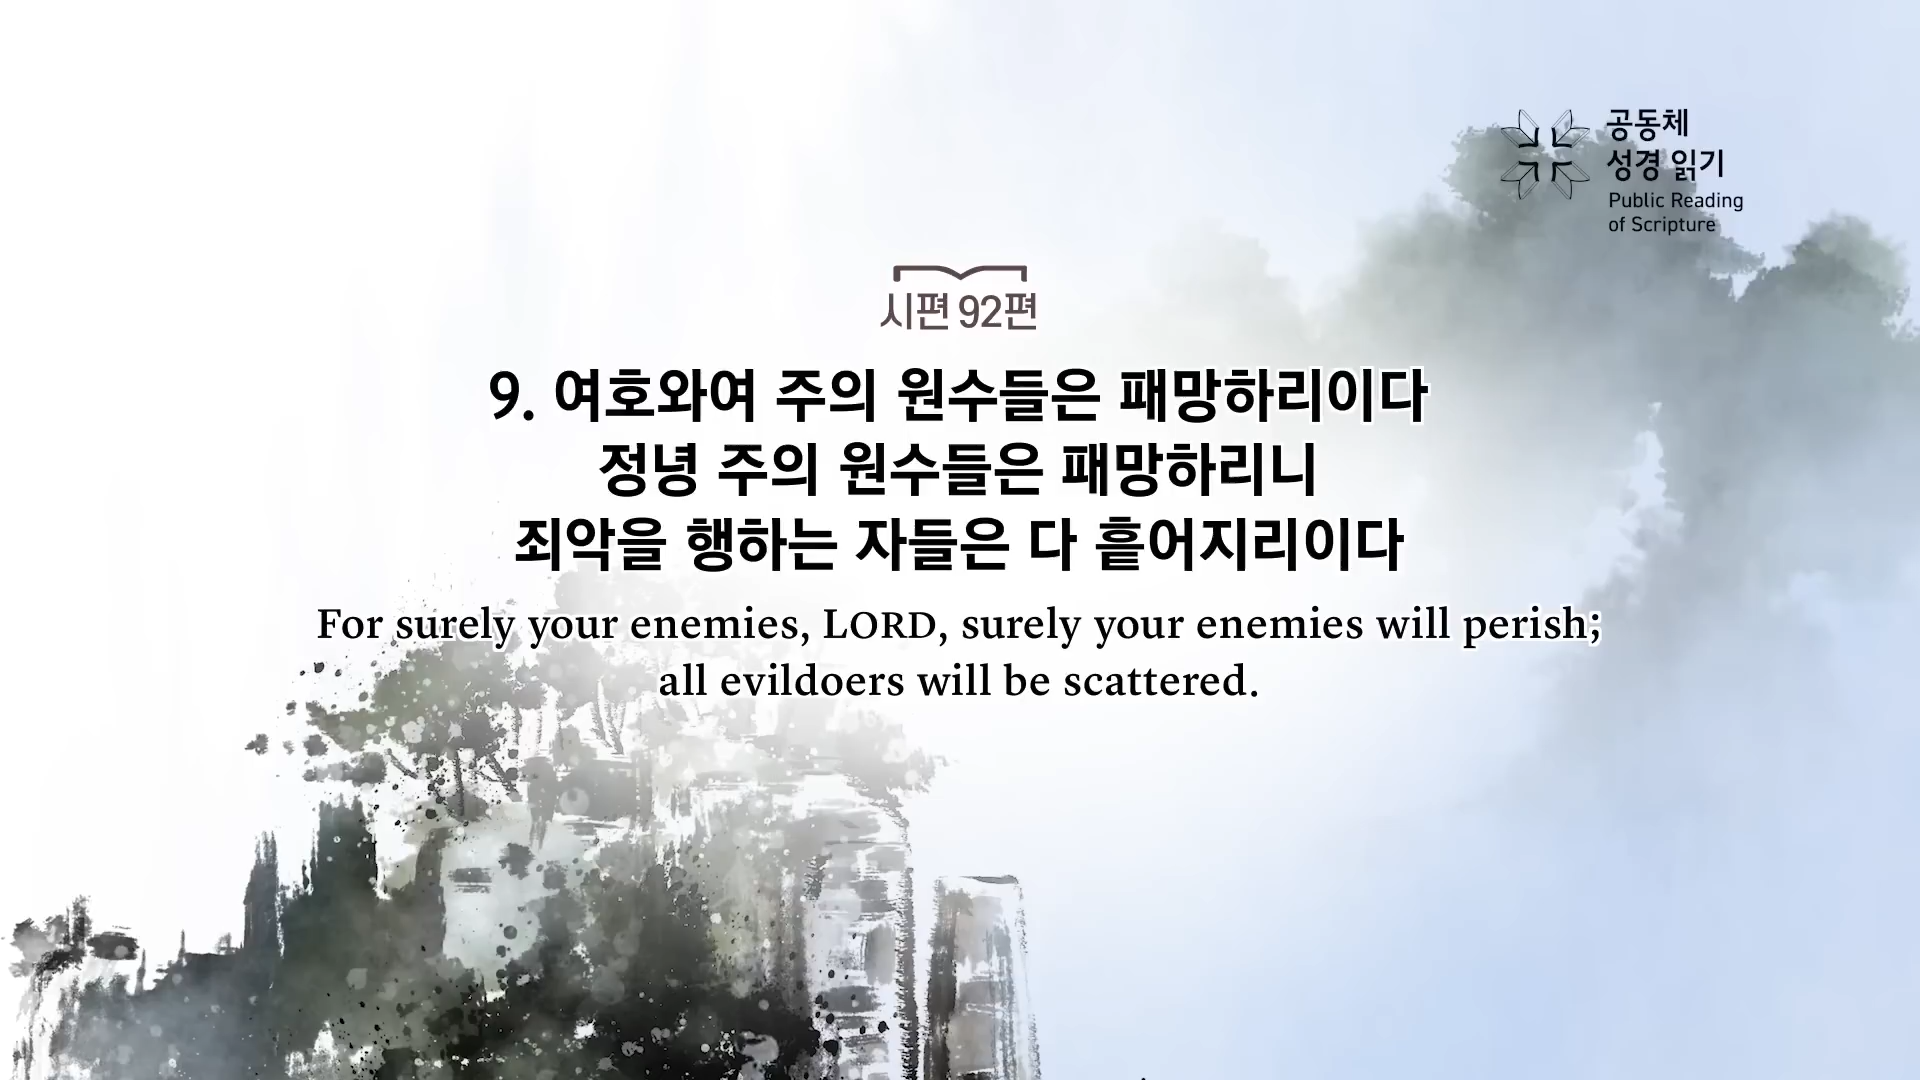 공동체
성경 읽기
Public Reading
of Scripture
시편 92편
9. 여호와여 주의 원수들은 패망하리이다
정녕 주의 원수들은 패망하리니
죄악을 행하는 자들은 다 흩어지리이다
For surely your enemies, LORD, surely your enemies will perish;
all evildoers will be scattered.